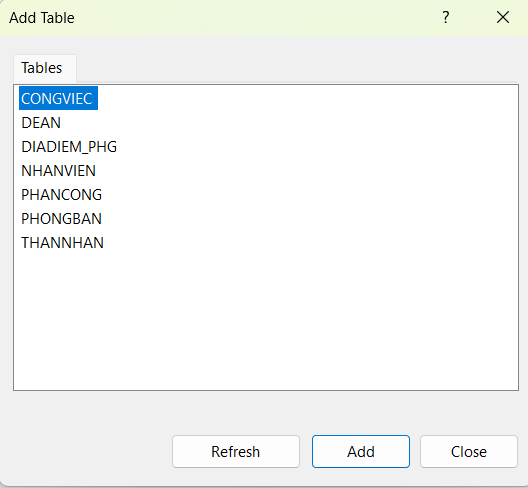 Add Table
?
Tables
CONGVIEC
DEAN
DIADIEM_PHG
NHANVIEN
PHANCONG
PHONGBAN
THANNHAN
Refresh Add Close